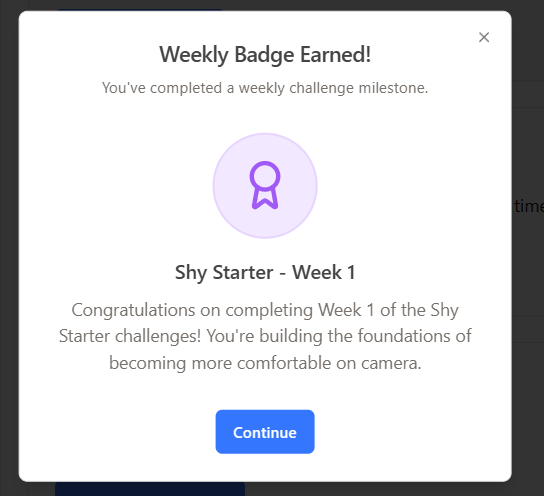 Weekly Badge Earned!
You've completed a weekly challenge milestone.
time
Shy Starter - Week 1
Congratulations on completing Week 1 of the Shy
Starter challenges! You're building the foundations of
becoming more comfortable on camera.
Continue